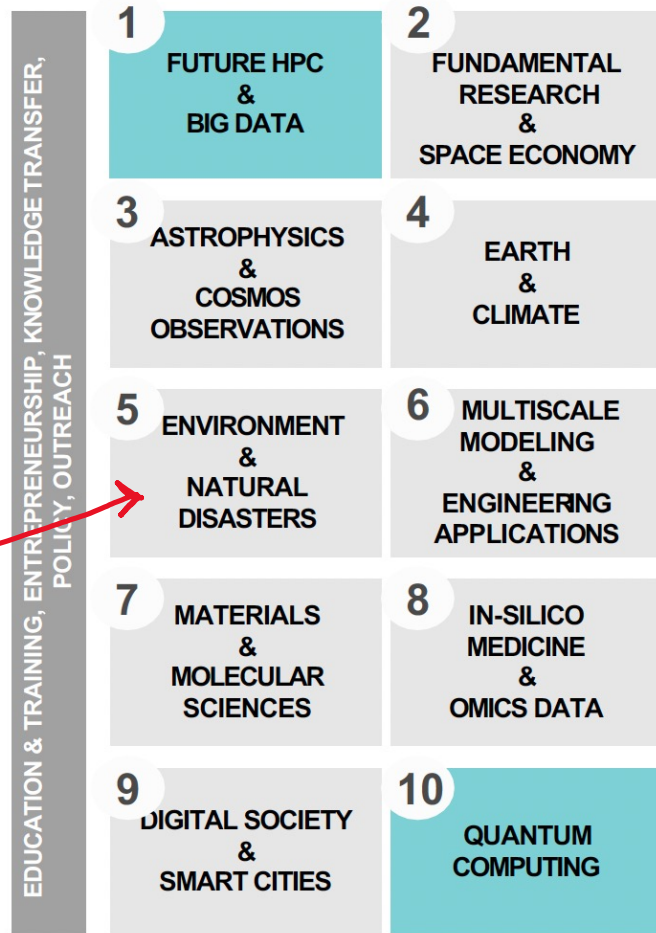 EDUCATION & TRAINING, ENTREPRENEURSHIP, KNOWLEDGE TRANSFER,
POLICY, OUTREACH
1
FUTURE HPC
&
BIG DATA
2
FUNDAMENTAL
RESEARCH
&
SPACE ECONOMY
3
ASTROPHYSICS
&
COSMOS
OBSERVATIONS
4
EARTH
&
CLIMATE
5
ENVIRONMENT
&
NATURAL
DISASTERS
6
MULTISCALE
MODELING
&
ENGINEERING
APPLICATIONS
7
MATERIALS
&
MOLECULAR
SCIENCES
8
IN-SILICO
MEDICINE
&
OMICS DATA
9
DIGITAL SOCIETY
&
SMART CITIES
10
QUANTUM
COMPUTING